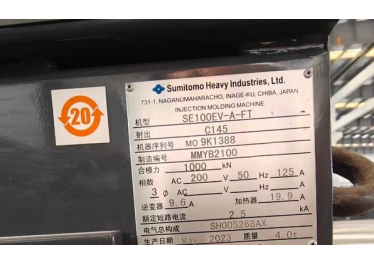 20
Sumitomo Heavy Industries, Ltd.
731-1, NAGANUMAHARACHO, INAGE-KU, CHIBA, JAPAN
INJECTION MOLDING MACHINE
机型 SE100EV-A-FT
射出 C145
机器序列号 MO 9K1388
制造编号 MMYB2100
合模力 1000 kN
相数 AC 200 V 50 Hz 125 A
3 Ø AC V Hz A
逆变器 9.6 A 加热器 19.9 A
额定短路电流 2.5 kA
电气总构成 SH005268AX
生产日期 May 2023 质量 4.0t